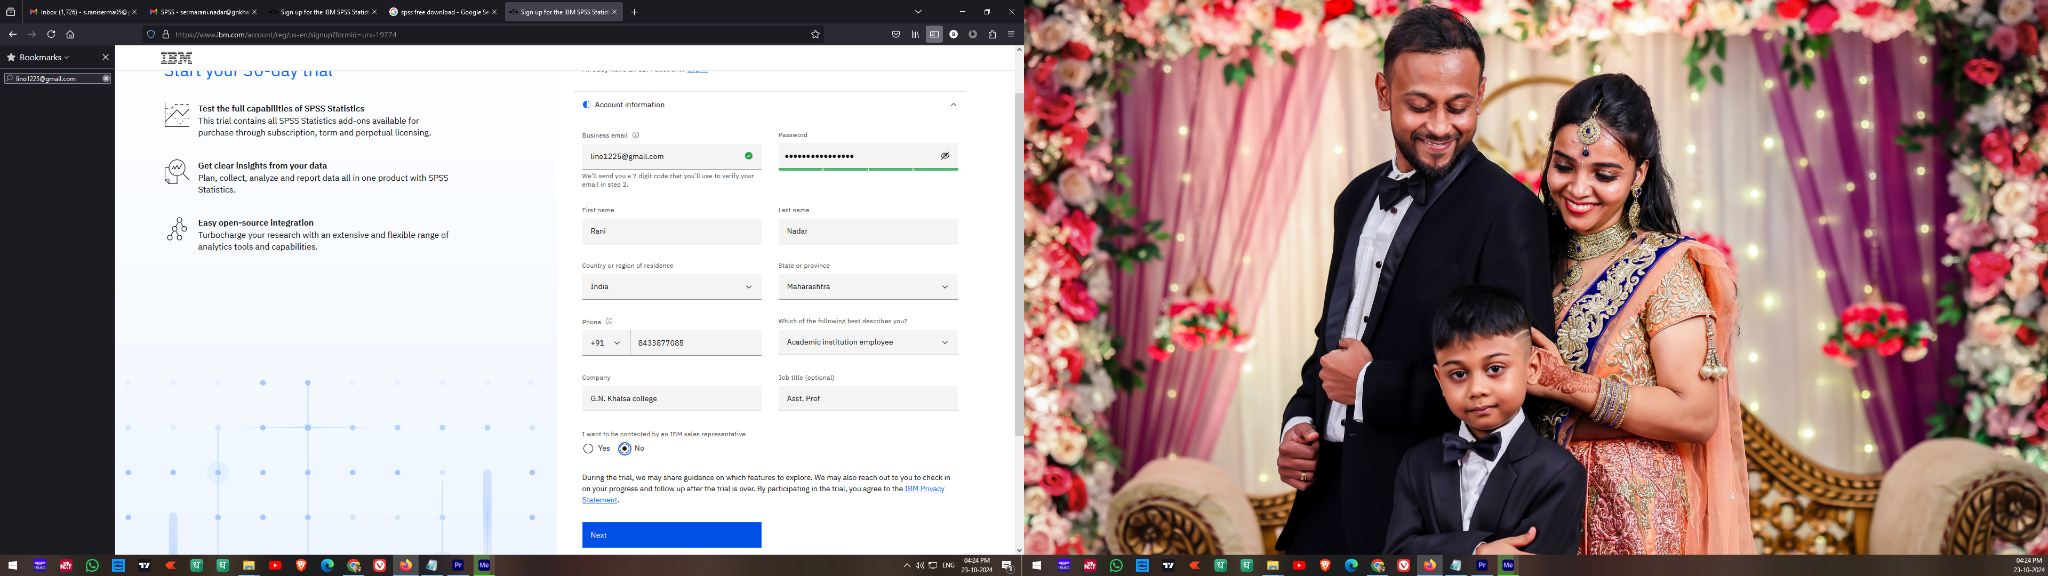 Inbox (1,726) - s.raniserma05@g
SPSS - sermarani.nadar@gnkhs
Sign up for the IBM SPSS Statist
spss free download - Google Se
Sign up for the IBM SPSS Statist
https://www.ibm.com/account/reg/us-en/signup?formid=urx-19774
Bookmarks
lino1225@gmail.com
IBM
Start your 30-day trial
Test the full capabilities of SPSS Statistics
This trial contains all SPSS Statistics add-ons available for
purchase through subscription, term and perpetual licensing.
Get clear insights from your data
Plan, collect, analyze and report data all in one product with SPSS
Statistics.
Easy open-source integration
Turbocharge your research with an extensive and flexible range of
analytics tools and capabilities.
Account information
Business email
Password
lino1225@gmail.com
We'll send you a 7 digit code that you'll use to verify your
email in step 2.
First name
Last name
Rani
Nadar
Country or region of residence
State or province
India
Maharashtra
Phone
Which of the following best describes you?
+91
8433877085
Academic institution employee
Company
Job title (optional)
G.N. Khalsa college
Asst. Prof
I want to be contacted by an IBM sales representative
Yes
No
During the trial, we may share guidance on which features to explore. We may also reach out to you to check in
on your progress and follow up after the trial is over. By participating in the trial, you agree to the IBM Privacy
Statement.
Next
ENG
04:24 PM
23-10-2024
04:24 PM
23-10-2024